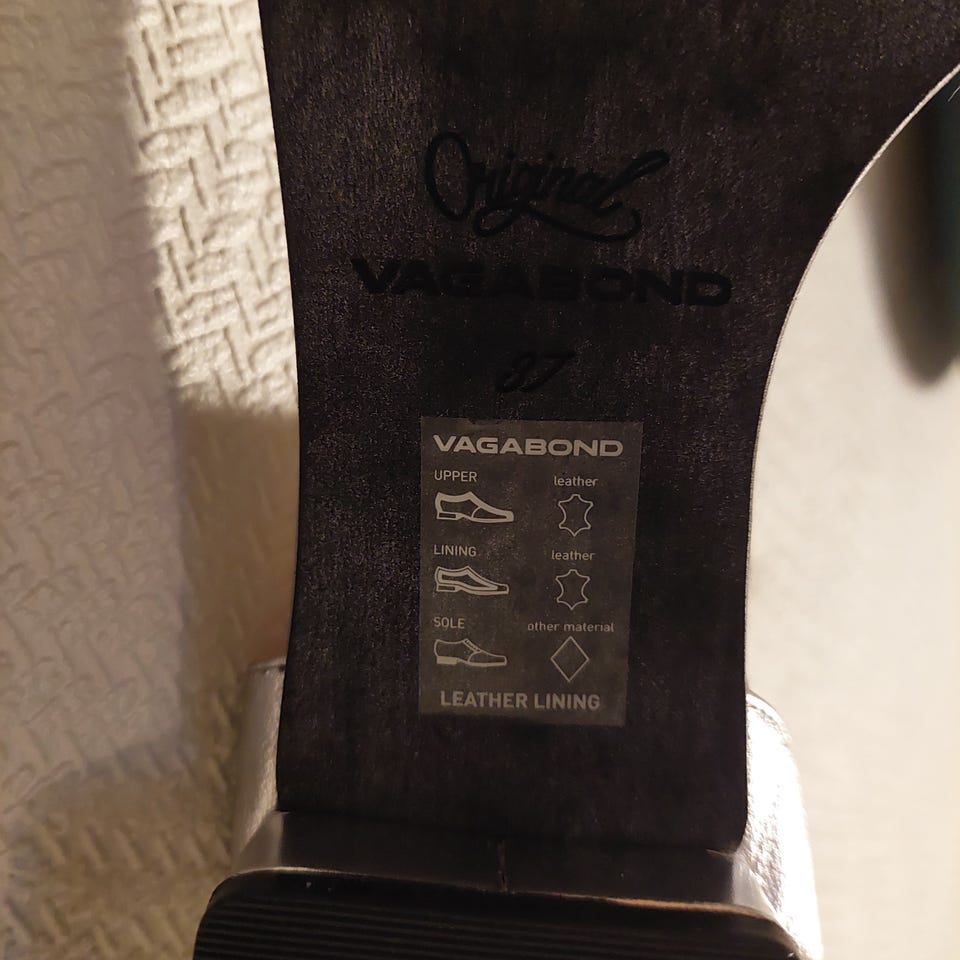 Original
VAGABOND
37
VAGABOND
UPPER leather
LINING leather
SOLE other material
LEATHER LINING